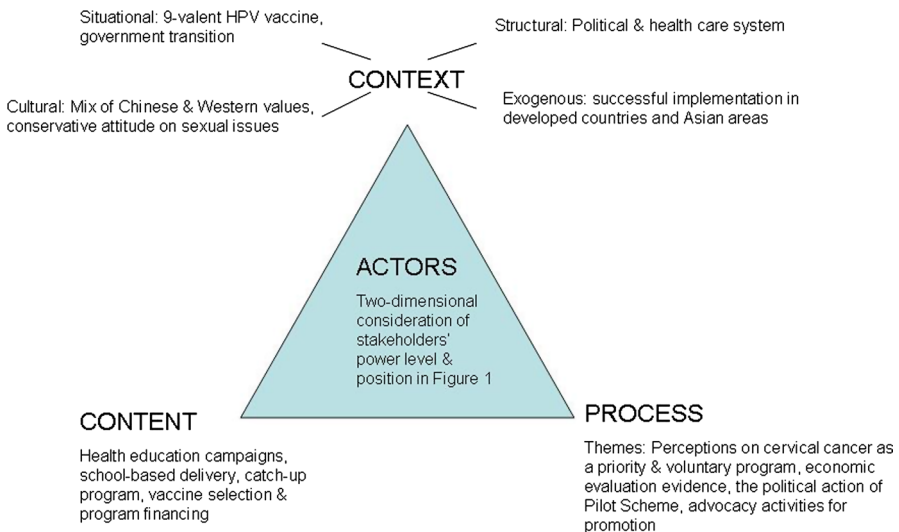 Situational: 9-valent HPV vaccine,
government transition
Structural: Political & health care system
CONTEXT
Cultural: Mix of Chinese & Western values,
conservative attitude on sexual issues
Exogenous: successful implementation in
developed countries and Asian areas
ACTORS
Two-dimensional
consideration of
stakeholders'
power level &
position in Figure 1
CONTENT
Health education campaigns,
school-based delivery, catch-up
program, vaccine selection &
program financing
PROCESS
Themes: Perceptions on cervical cancer as
a priority & voluntary program, economic
evaluation evidence, the political action of
Pilot Scheme, advocacy activities for
promotion